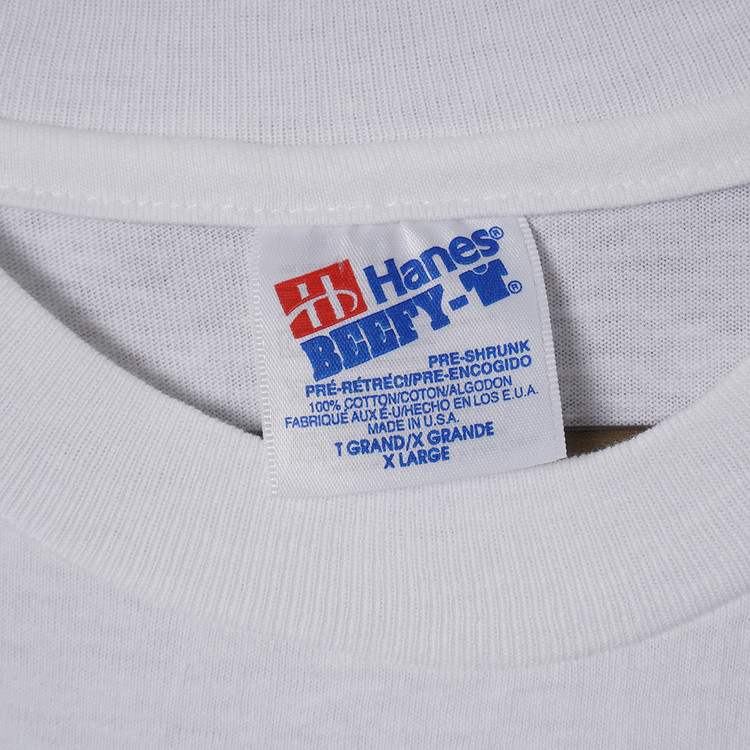 Hanes®
BEEFY-T®
PRE-SHRUNK
PRÉ-RÉTRÉCI/PRE-ENCOGIDO
100% COTTON/COTON/ALGODON
FABRIQUÉ AUX É-U/HECHO EN LOS E.U.A.
MADE IN U.S.A.
T GRAND/X GRANDE
X LARGE